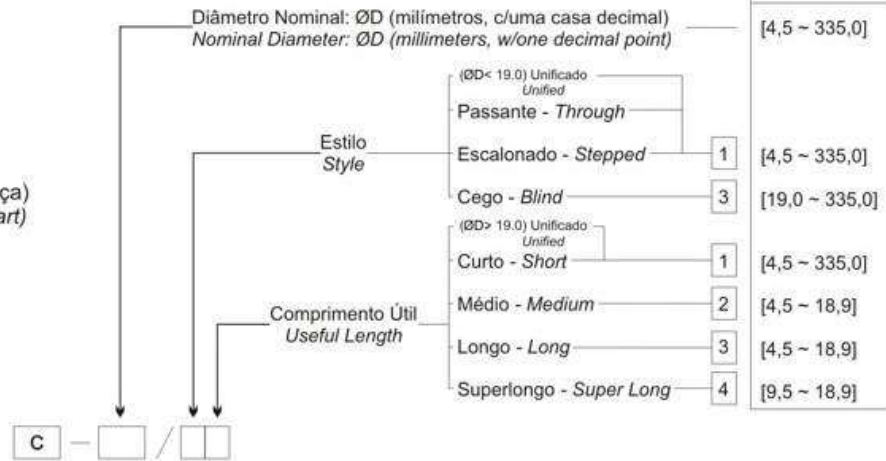 Diâmetro Nominal: ØD (milímetros, c/uma casa decimal)
Nominal Diameter: ØD (millimeters, w/one decimal point)
[4,5 ~ 335,0]
(ØD< 19.0) Unificado
Unified
Passante - Through
Estilo
Style
Escalonado - Stepped
1
[4,5 ~ 335,0]
ça)
art)
Cego - Blind
3
[19,0 ~ 335,0]
(ØD> 19.0) Unificado
Unified
Curto - Short
1
[4,5 ~ 335,0]
Médio - Medium
2
[4,5 ~ 18,9]
Comprimento Útil
Useful Length
Longo - Long
3
[4,5 ~ 18,9]
Superlongo - Super Long
4
[9,5 ~ 18,9]
C — /